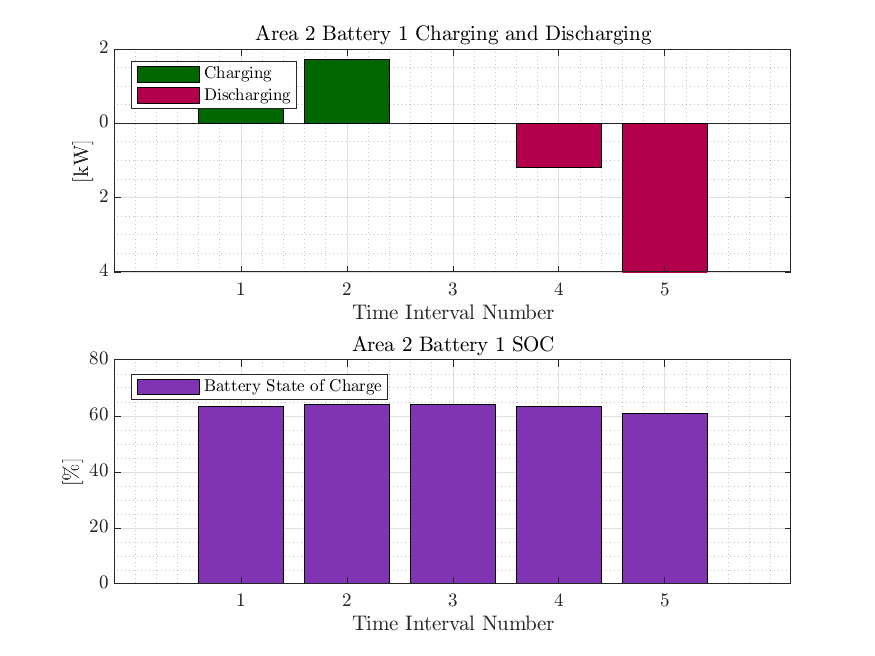 Area 2 Battery 1 Charging and Discharging
2
Charging
Discharging
0
[kW]
2
4
1 2 3 4 5
Time Interval Number
Area 2 Battery 1 SOC
80
Battery State of Charge
60
[%]
40
20
0
1 2 3 4 5
Time Interval Number